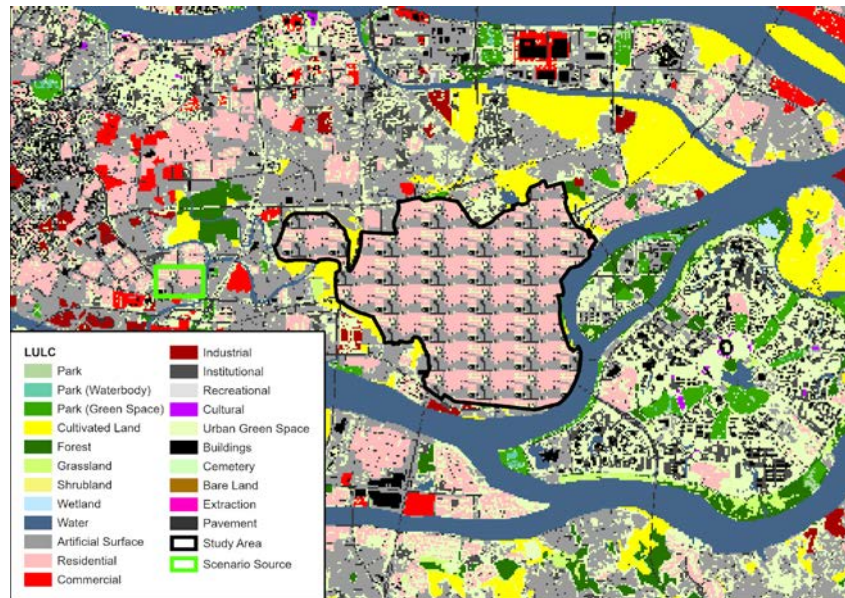 LULC
Park
Park (Waterbody)
Park (Green Space)
Cultivated Land
Forest
Grassland
Shrubland
Wetland
Water
Artificial Surface
Residential
Commercial
Industrial
Institutional
Recreational
Cultural
Urban Green Space
Buildings
Cemetery
Bare Land
Extraction
Pavement
Study Area
Scenario Source